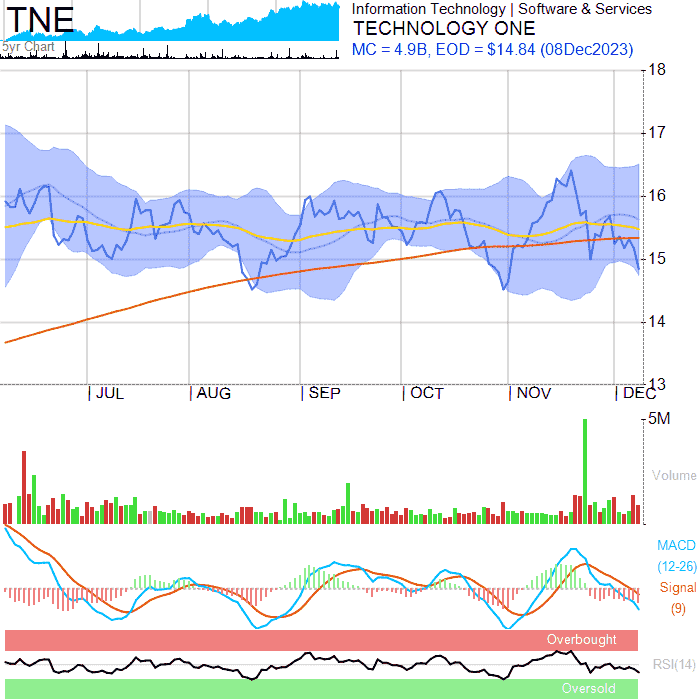 TNE
5yr Chart
Information Technology | Software & Services
TECHNOLOGY ONE
MC = 4.9B, EOD = $14.84 (08Dec2023)
18
17
16
15
14
13
JUL AUG SEP OCT NOV DEC
5M
Volume
MACD
(12-26)
Signal
(9)
Overbought
RSI(14)
Oversold